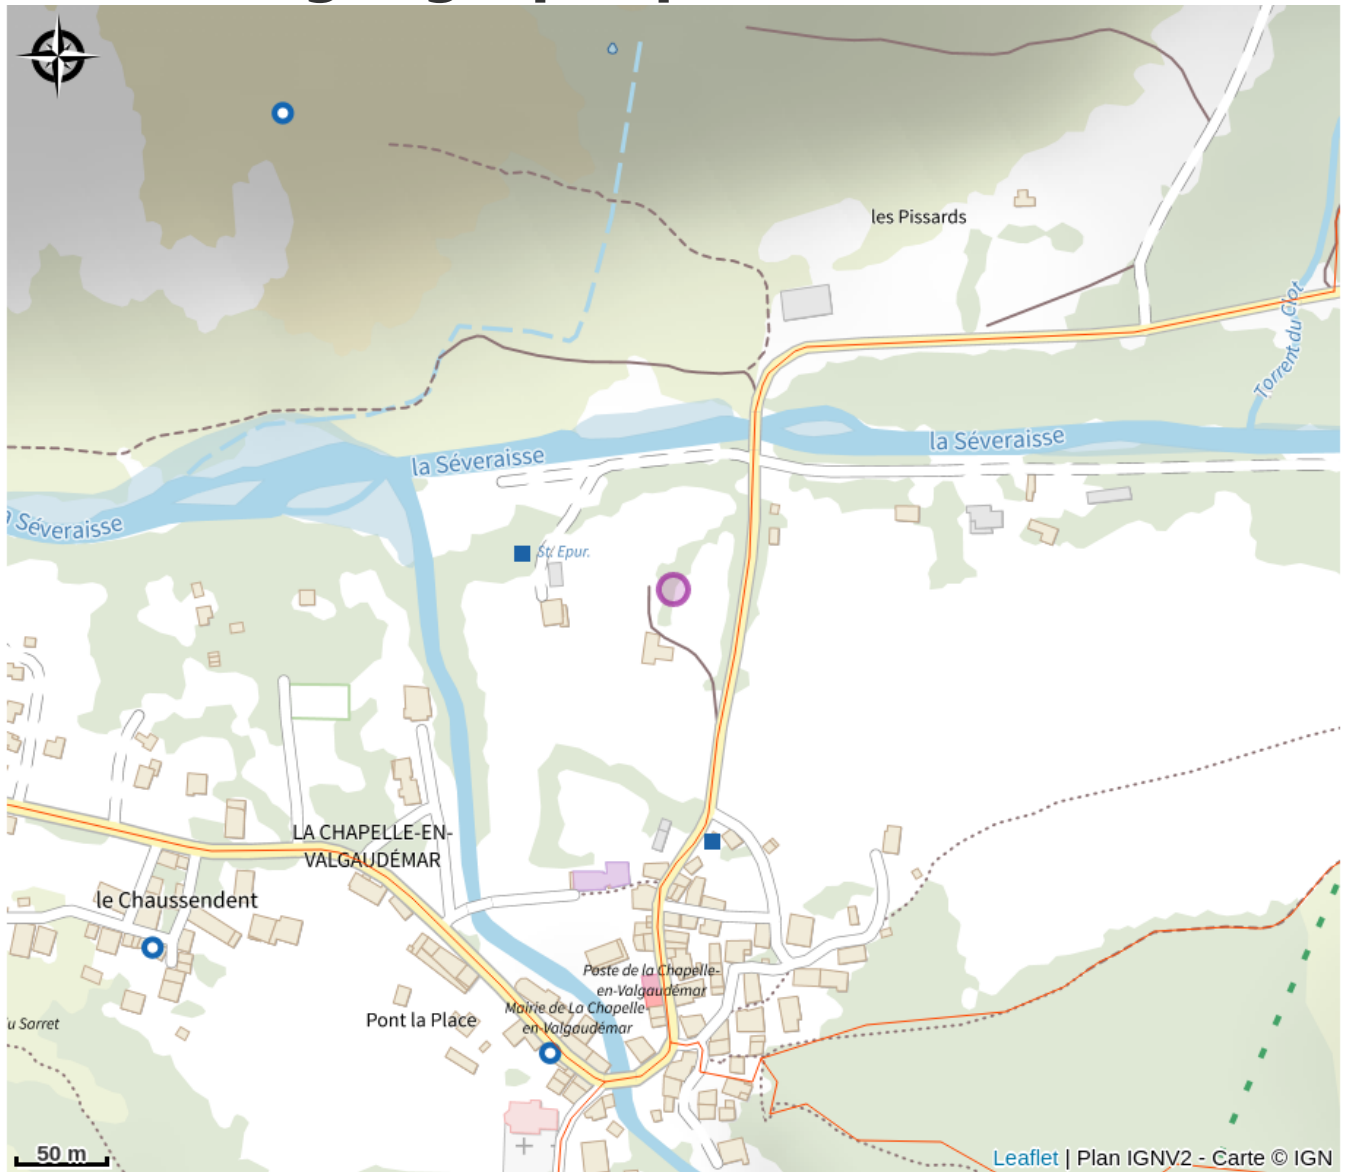 les Pissards
Torrent du Clot
la Séveraisse
la Séveraisse
Séveraisse
St. Epur.
LA CHAPELLE-EN-
VALGAUDÉMAR
le Chaussendent
Poste de la Chapelle-
en-Valgaudémar
Mairie de La Chapelle-
en-Valgaudémar
Pont la Place
Sarret
50 m
Leaflet | Plan IGNV2 - Carte © IGN